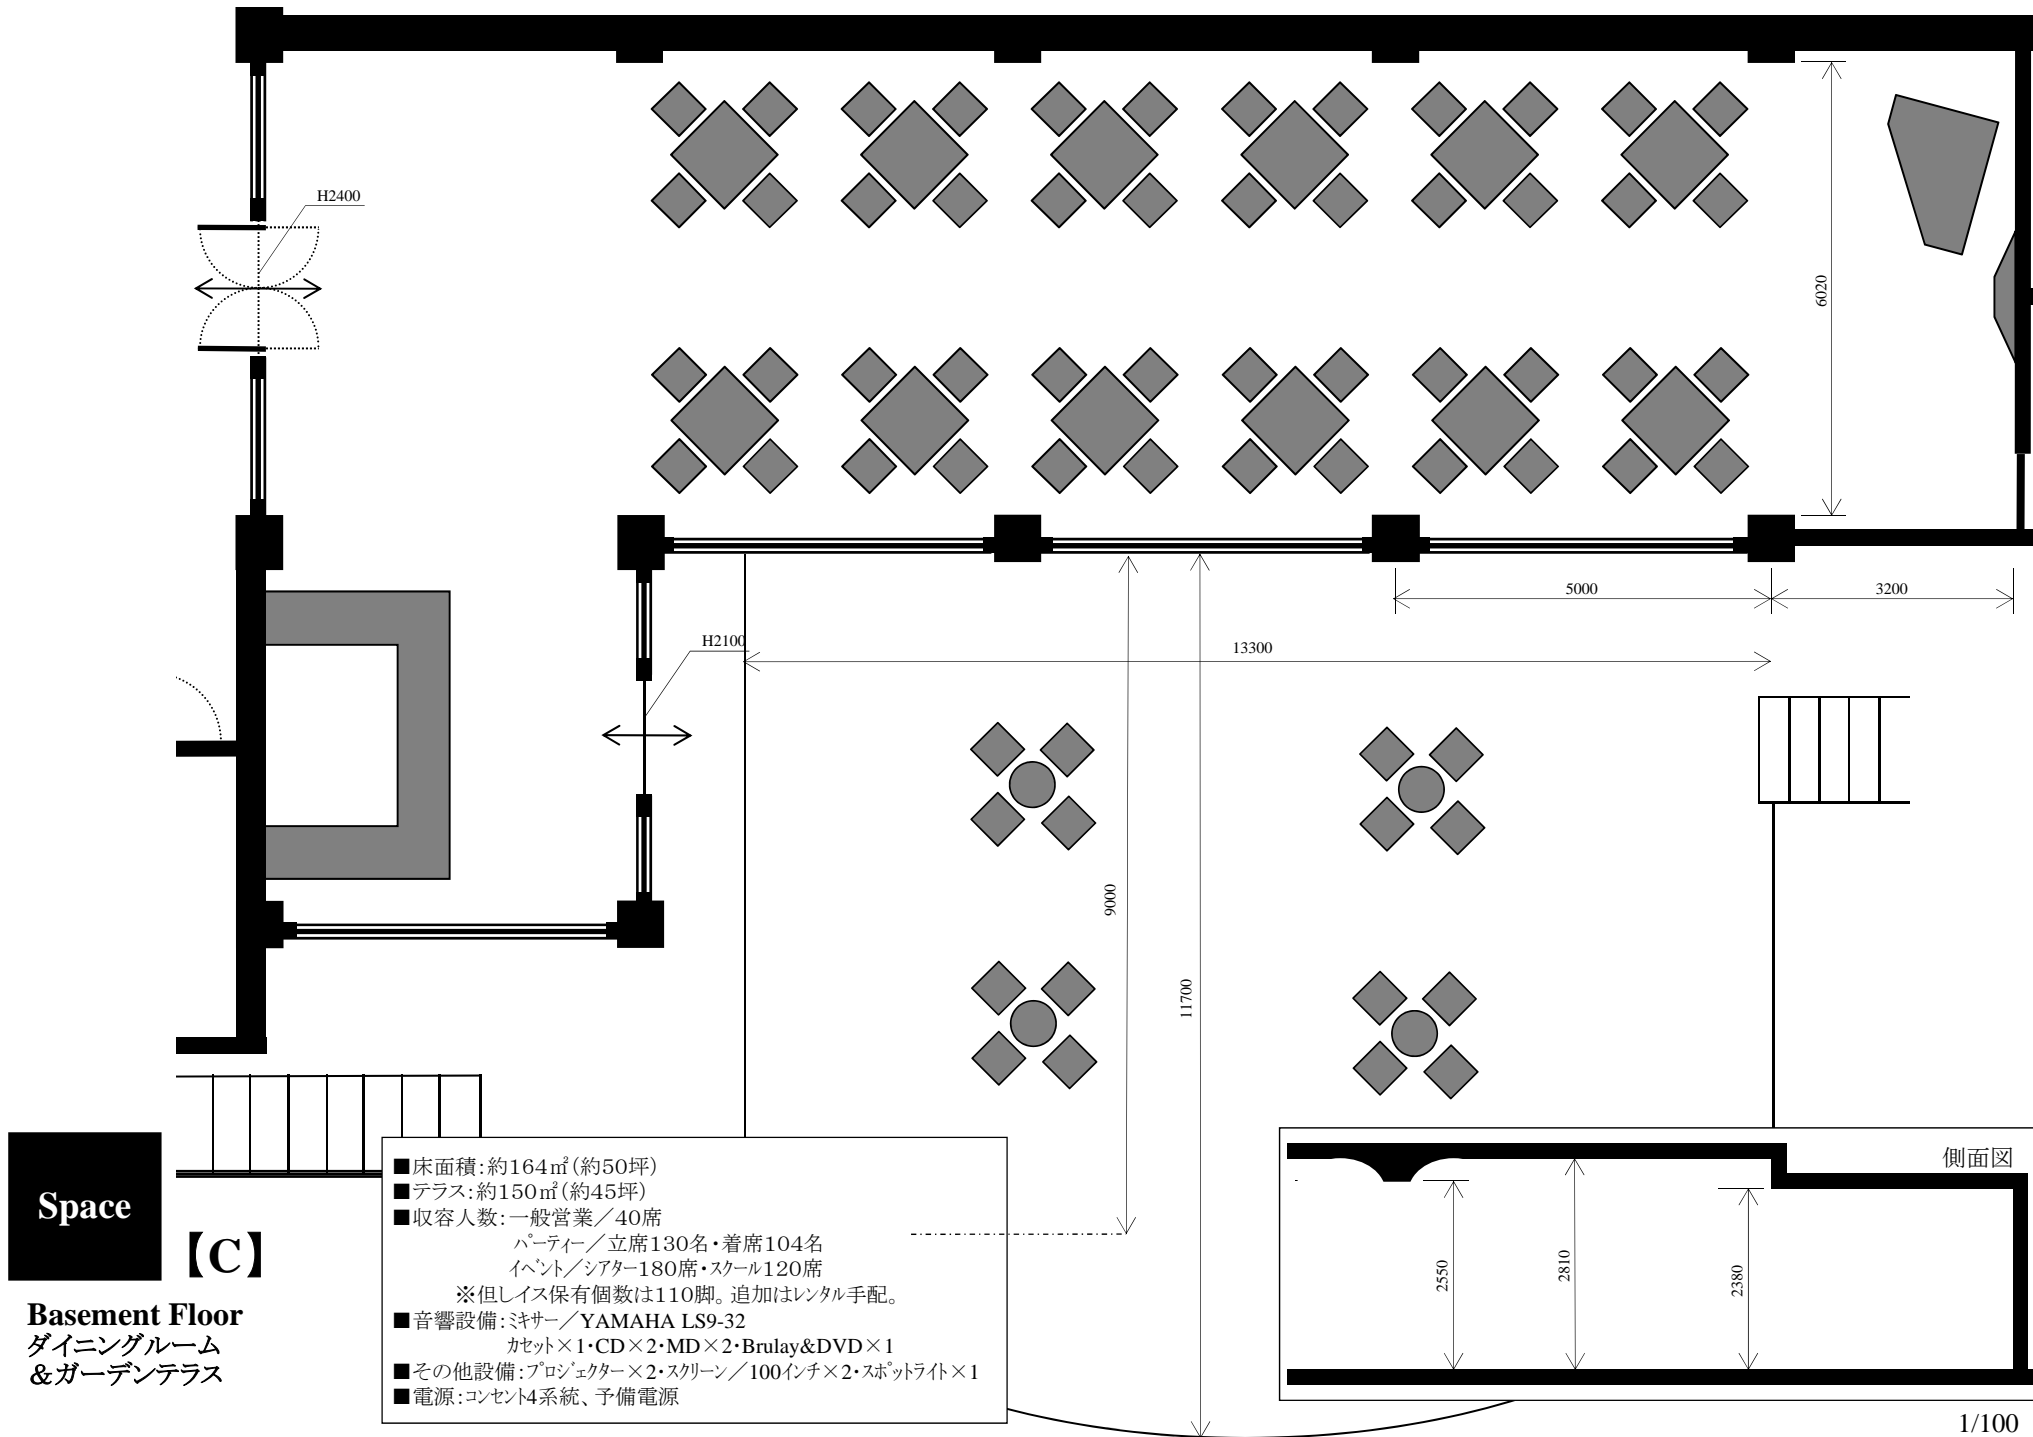 H2400
6020
5000
3200
H2100
13300
9000
11700
Space
【C】
Basement Floor
ダイニングルーム
&ガーデンテラス
■床面積:約164㎡(約50坪)
■テラス:約150㎡(約45坪)
■収容人数:一般営業/40席
パーティー/立席130名・着席104名
イベント/シアター180席・スクール120席
※但しイス保有個数は110脚。追加はレンタル手配。
■音響設備:ミキサー/YAMAHA LS9-32
カセット×1・CD×2・MD×2・Brulay&DVD×1
■その他設備:プロジェクター×2・スクリーン/100インチ×2・スポットライト×1
■電源:コンセント4系統、予備電源
側面図
2550
2810
2380
1/100